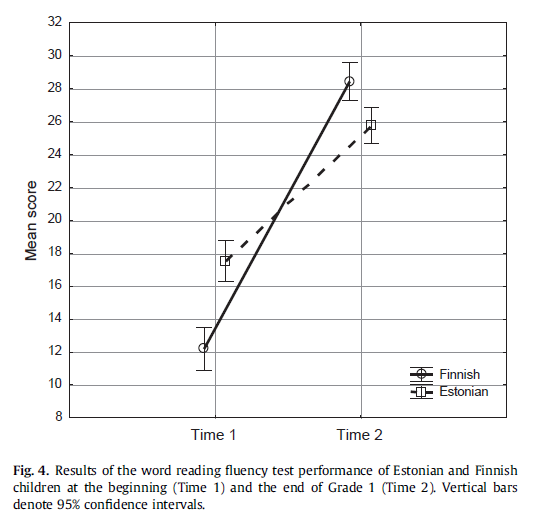 32
30
28
26
24
22
20
18
16
14
12
10
8
Mean score
Finnish
Estonian
Time 1 Time 2
Fig. 4. Results of the word reading fluency test performance of Estonian and Finnish
children at the beginning (Time 1) and the end of Grade 1 (Time 2). Vertical bars
denote 95% confidence intervals.